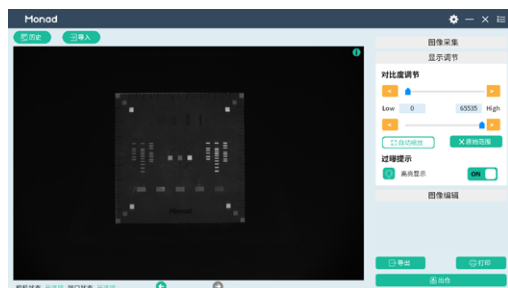 Monad
历史
导入
图像采集
显示调节
对比度调节
Low 0 65535 High
自动缩放
原始范围
过曝提示
高亮显示 ON
图像编辑
Monad
导出
打印